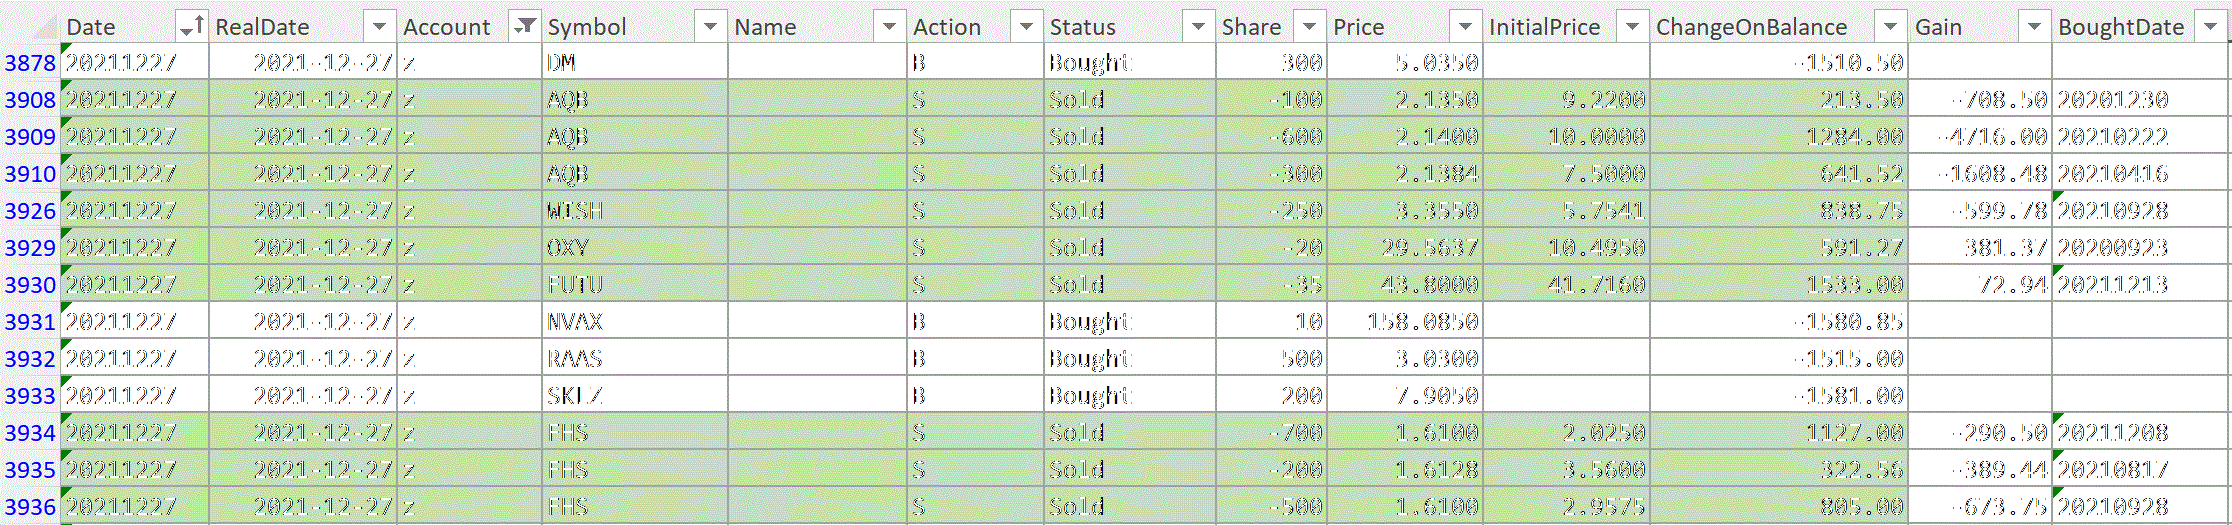 Date RealDate Account Symbol Name Action Status Share Price InitialPrice ChangeOnBalance Gain BoughtDate
3878 20211227 2021-12-27 z DM B Bought 300 5.0350 -1510.50
3908 20211227 2021-12-27 z AQB S Sold -100 2.1350 9.2200 213.50 -708.50 20201230
3909 20211227 2021-12-27 z AQB S Sold -600 2.1400 10.0000 1284.00 -4716.00 20210222
3910 20211227 2021-12-27 z AQB S Sold -300 2.1384 7.5000 641.52 -1608.48 20210416
3926 20211227 2021-12-27 z WISH S Sold -250 3.3550 5.7541 838.75 -599.78 20210928
3929 20211227 2021-12-27 z OXY S Sold -20 29.5637 10.4950 591.27 381.37 20200923
3930 20211227 2021-12-27 z FUTU S Sold -35 43.8000 41.7160 1533.00 72.94 20211213
3931 20211227 2021-12-27 z NVAX B Bought 10 158.0850 -1580.85
3932 20211227 2021-12-27 z RAAS B Bought 500 3.0300 -1515.00
3933 20211227 2021-12-27 z SKLZ B Bought 200 7.9050 -1581.00
3934 20211227 2021-12-27 z FHS S Sold -700 1.6100 2.0250 1127.00 -290.50 20211208
3935 20211227 2021-12-27 z FHS S Sold -200 1.6128 3.5600 322.56 -389.44 20210817
3936 20211227 2021-12-27 z FHS S Sold -500 1.6100 2.9575 805.00 -673.75 20210928